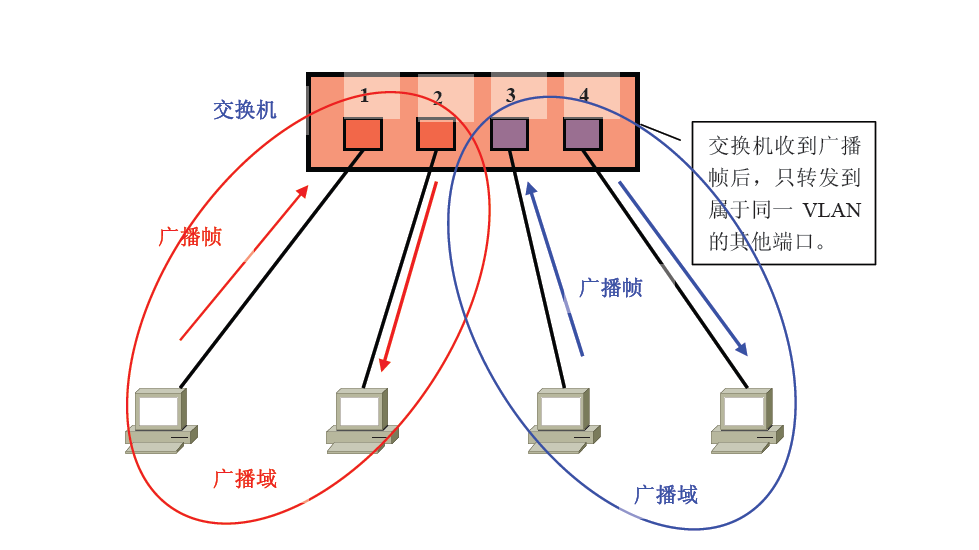 1 2 3 4
交换机
交换机收到广播
帧后，只转发到
属于同一 VLAN
的其他端口。
广播帧
广播帧
广播域
广播域